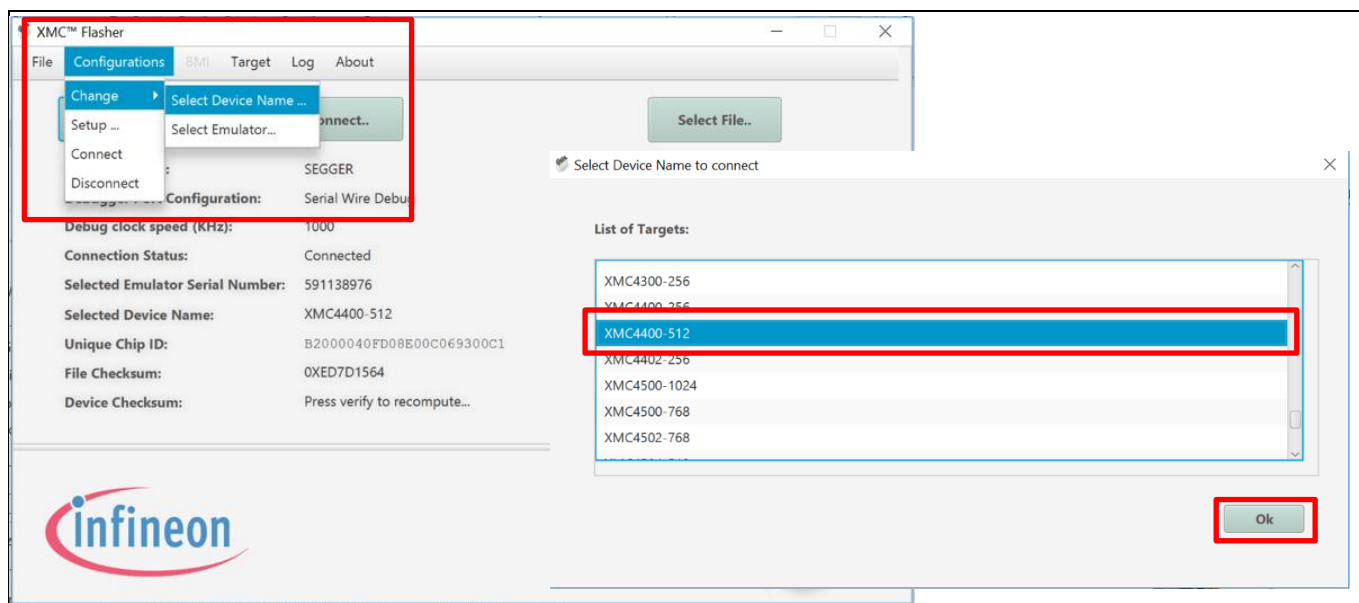 XMC™ Flasher
File Configurations BMI Target Log About
Change
Select Device Name ...
Setup ...
Select Emulator...
Connect
Disconnect
onnect..
Select File..
: SEGGER
Configuration: Serial Wire Debug
Debug clock speed (KHz): 1000
Connection Status: Connected
Selected Emulator Serial Number: 591138976
Selected Device Name: XMC4400-512
Unique Chip ID: B2000040FD08E00C069300C1
File Checksum: 0XED7D1564
Device Checksum: Press verify to recompute...
infineon
Select Device Name to connect
List of Targets:
XMC4300-256
XMC4400-256
XMC4400-512
XMC4402-256
XMC4500-1024
XMC4500-768
XMC4502-768
Ok